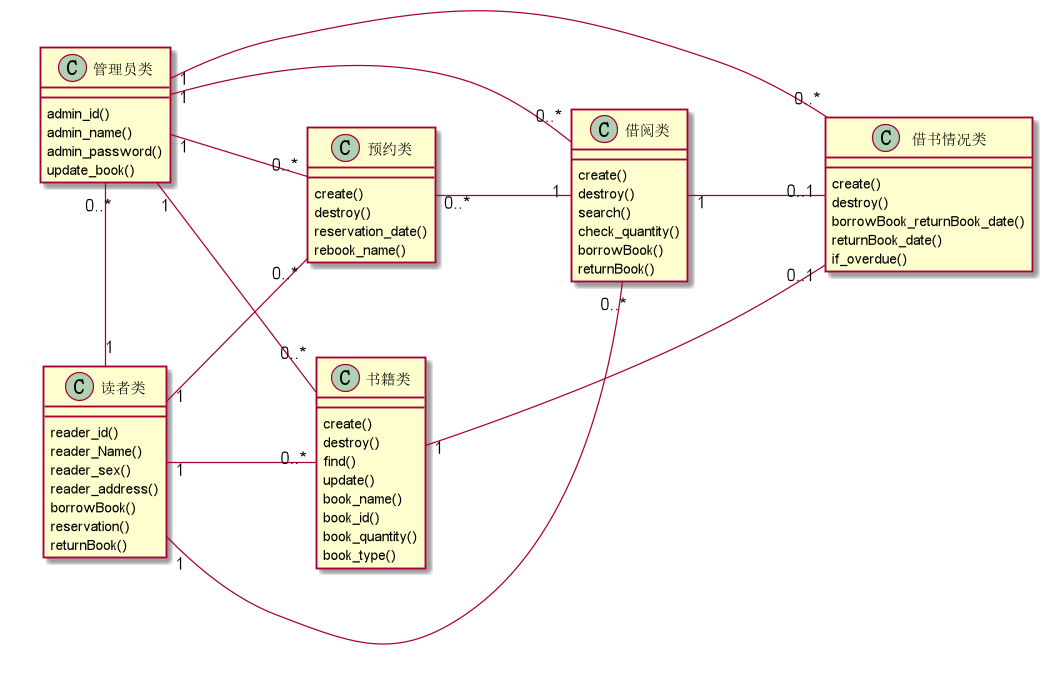 C 管理员类
admin_id()
admin_name()
admin_password()
update_book()
1
1
1
0..*
1
C 预约类
create()
destroy()
reservation_date()
rebook_name()
0..*
0..*
0..*
C 借阅类
create()
destroy()
search()
check_quantity()
borrowBook()
returnBook()
0..*
1
1
0..*
C 借书情况类
create()
destroy()
borrowBook_returnBook_date()
returnBook_date()
if_overdue()
0..*
0..1
0..1
C 读者类
reader_id()
reader_Name()
reader_sex()
reader_address()
borrowBook()
reservation()
returnBook()
1
1
1
1
C 书籍类
create()
destroy()
find()
update()
book_name()
book_id()
book_quantity()
book_type()
0..*
0..*
1